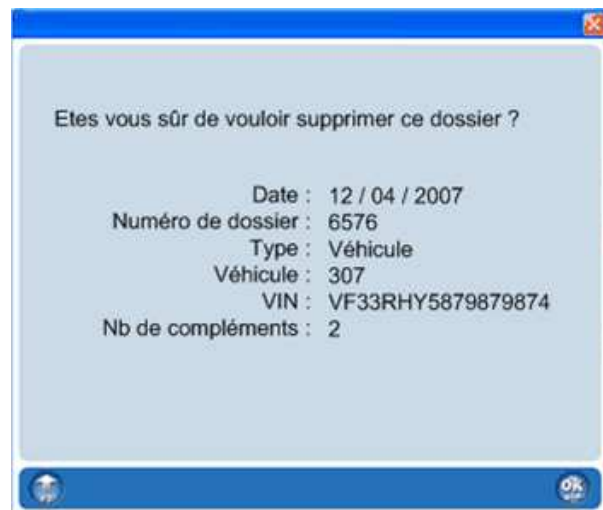 Etes vous sûr de vouloir supprimer ce dossier ?
Date : 12 / 04 / 2007
Numéro de dossier : 6576
Type : Véhicule
Véhicule : 307
VIN : VF33RHY5879879874
Nb de compléments : 2
OK